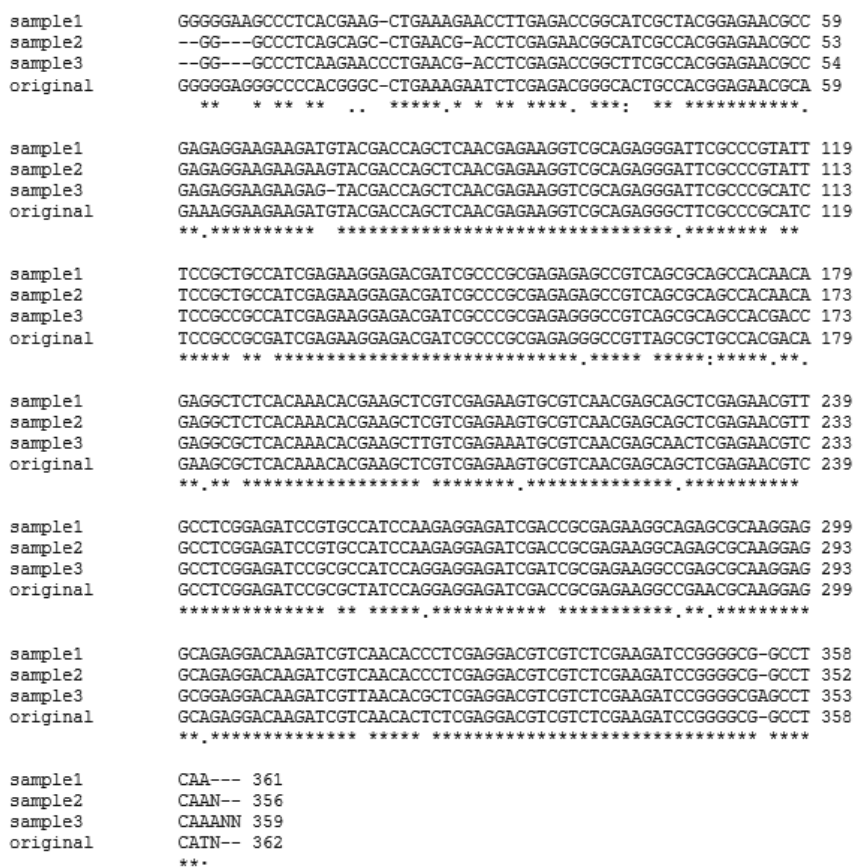 sample1 GGGGGAAGCCCTCACGAAG-CTGAAAGAACCTTGAGACCGGCATCGCTACGGAGAACGCC 59
sample2 --GG---GCCCTCAGCAGC-CTGAACG-ACCTCGAGAACGGCATCGCCACGGAGAACGCC 53
sample3 --GG---GCCCTCAAGAACCCTGAACG-ACCTCGAGACCGGCTTCGCCACGGAGAACGCC 54
original GGGGGAGGGCCCCACGGGC-CTGAAAGAATCTCGAGACGGGCACTGCCACGGAGAACGCA 59
** * ** ** .. *****.* * ** ****. ***: ** ***********.
sample1 GAGAGGAAGAAGATGTACGACCAGCTCAACGAGAAGGTCGCAGAGGGATTCGCCCGTATT 119
sample2 GAGAGGAAGAAGAAGTACGACCAGCTCAACGAGAAGGTCGCAGAGGGATTCGCCCGTATT 113
sample3 GAGAGGAAGAAGAG-TACGACCAGCTCAACGAGAAGGTCGCAGAGGGATTCGCCCGCATC 113
original GAAAGGAAGAAGATGTACGACCAGCTCAACGAGAAGGTCGCAGAGGGCTTCGCCCGCATC 119
**.********** ********************************.******** **
sample1 TCCGCTGCCATCGAGAAGGAGACGATCGCCCGCGAGAGAGCCGTCAGCGCAGCCACAACA 179
sample2 TCCGCTGCCATCGAGAAGGAGACGATCGCCCGCGAGAGAGCCGTCAGCGCAGCCACAACA 173
sample3 TCCGCCGCCATCGAGAAGGAGACGATCGCCCGCGAGAGGGCCGTCAGCGCAGCCACGACC 173
original TCCGCCGCGATCGAGAAGGAGACGATCGCCCGCGAGAGGGCCGTTAGCGCTGCCACGACA 179
***** ** *****************************.***** *****:*****.**.
sample1 GAGGCTCTCACAAACACGAAGCTCGTCGAGAAGTGCGTCAACGAGCAGCTCGAGAACGTT 239
sample2 GAGGCTCTCACAAACACGAAGCTCGTCGAGAAGTGCGTCAACGAGCAGCTCGAGAACGTT 233
sample3 GAGGCGCTCACAAACACGAAGCTTGTCGAGAAATGCGTCAACGAGCAACTCGAGAACGTC 233
original GAAGCGCTCACAAACACGAAGCTCGTCGAGAAGTGCGTCAACGAGCAGCTCGAGAACGTC 239
**.** ***************** ********.**************.***********
sample1 GCCTCGGAGATCCGTGCCATCCAAGAGGAGATCGACCGCGAGAAGGCAGAGCGCAAGGAG 299
sample2 GCCTCGGAGATCCGTGCCATCCAAGAGGAGATCGACCGCGAGAAGGCAGAGCGCAAGGAG 293
sample3 GCCTCGGAGATCCGCGCCATCCAGGAGGAGATCGATCGCGAGAAGGCCGAGCGCAAGGAG 293
original GCCTCGGAGATCCGCGCTATCCAGGAGGAGATCGACCGCGAGAAGGCCGAACGCAAGGAG 299
************** ** *****.*********** ***********.**.*********
sample1 GCAGAGGACAAGATCGTCAACACCCTCGAGGACGTCGTCTCGAAGATCCGGGGCG-GCCT 358
sample2 GCAGAGGACAAGATCGTCAACACCCTCGAGGACGTCGTCTCGAAGATCCGGGGCG-GCCT 352
sample3 GCGGAGGACAAGATCGTTAACACGCTCGAGGACGTCGTCTCGAAGATCCGGGGCGAGCCT 353
original GCAGAGGACAAGATCGTCAACACTCTCGAGGACGTCGTCTCGAAGATCCGGGGCG-GCCT 358
**.************** ***** ******************************* ****
sample1 CAA--- 361
sample2 CAAN-- 356
sample3 CAAANN 359
original CATN-- 362
**: